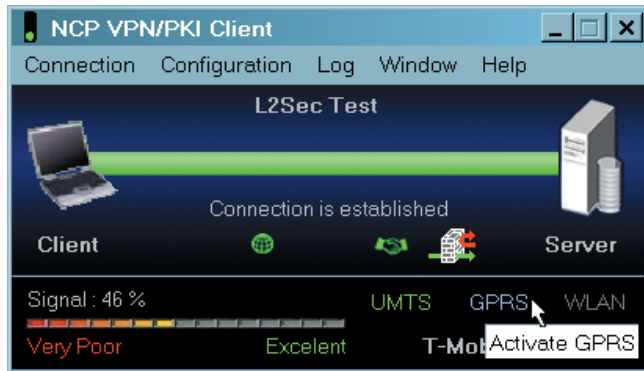 NCP VPN/PKI Client
Connection Configuration Log Window Help
L2Sec Test
Connection is established
Client Server
Signal : 46 % UMTS GPRS WLAN
Very Poor Excelent T-Mo
Activate GPRS